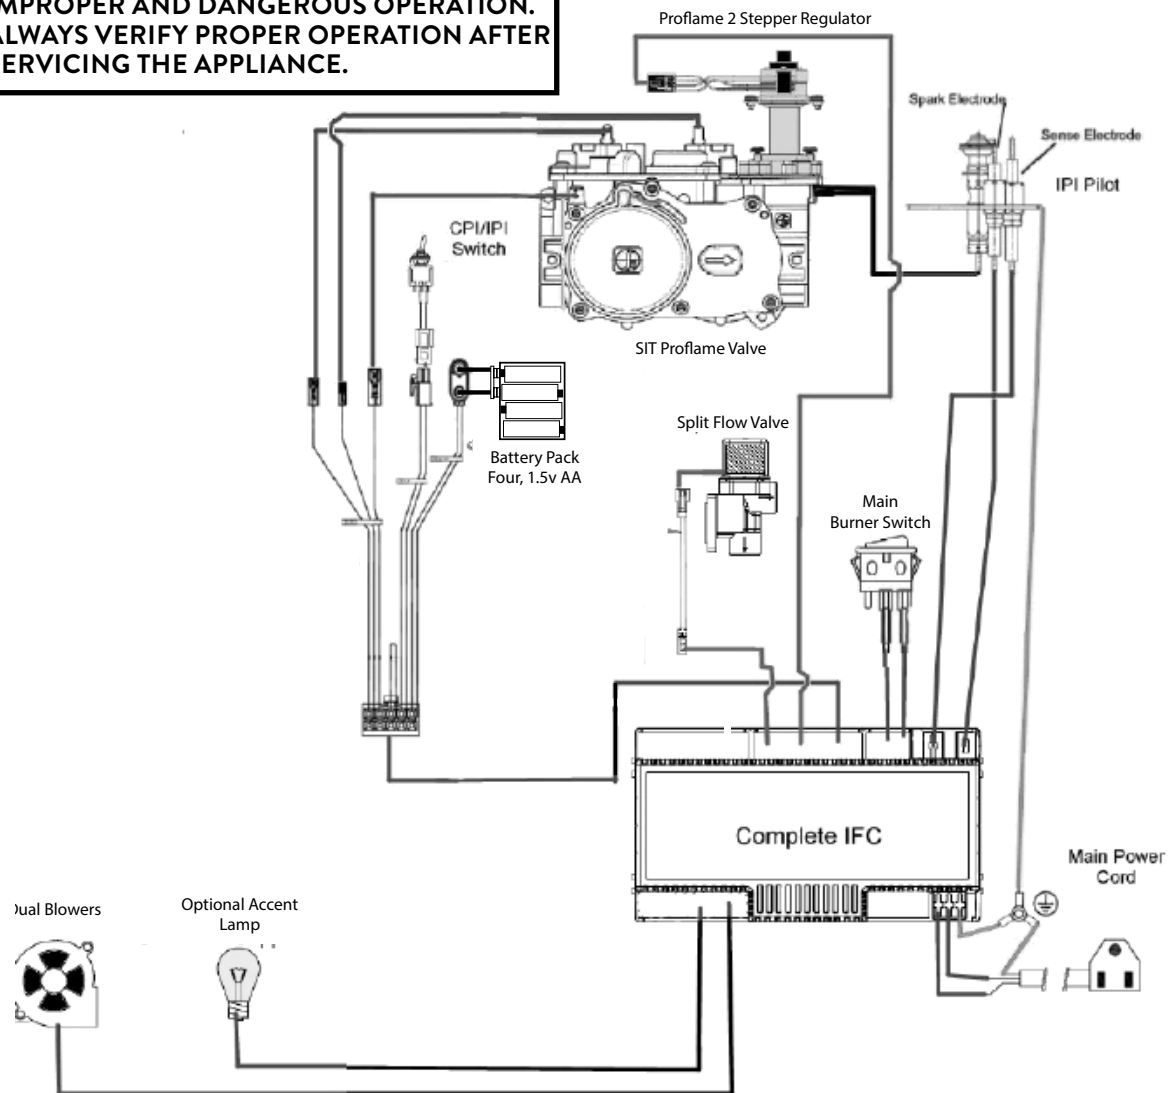 IMPROPER AND DANGEROUS OPERATION.
ALWAYS VERIFY PROPER OPERATION AFTER
SERVICING THE APPLIANCE.
Proflame 2 Stepper Regulator
Spark Electrode
Sense Electrode
IPI Pilot
CPI/IPI
Switch
SIT Proflame Valve
Battery Pack
Four, 1.5v AA
Split Flow Valve
Main
Burner Switch
Complete IFC
Main Power
Cord
Dual Blowers
Optional Accent
Lamp